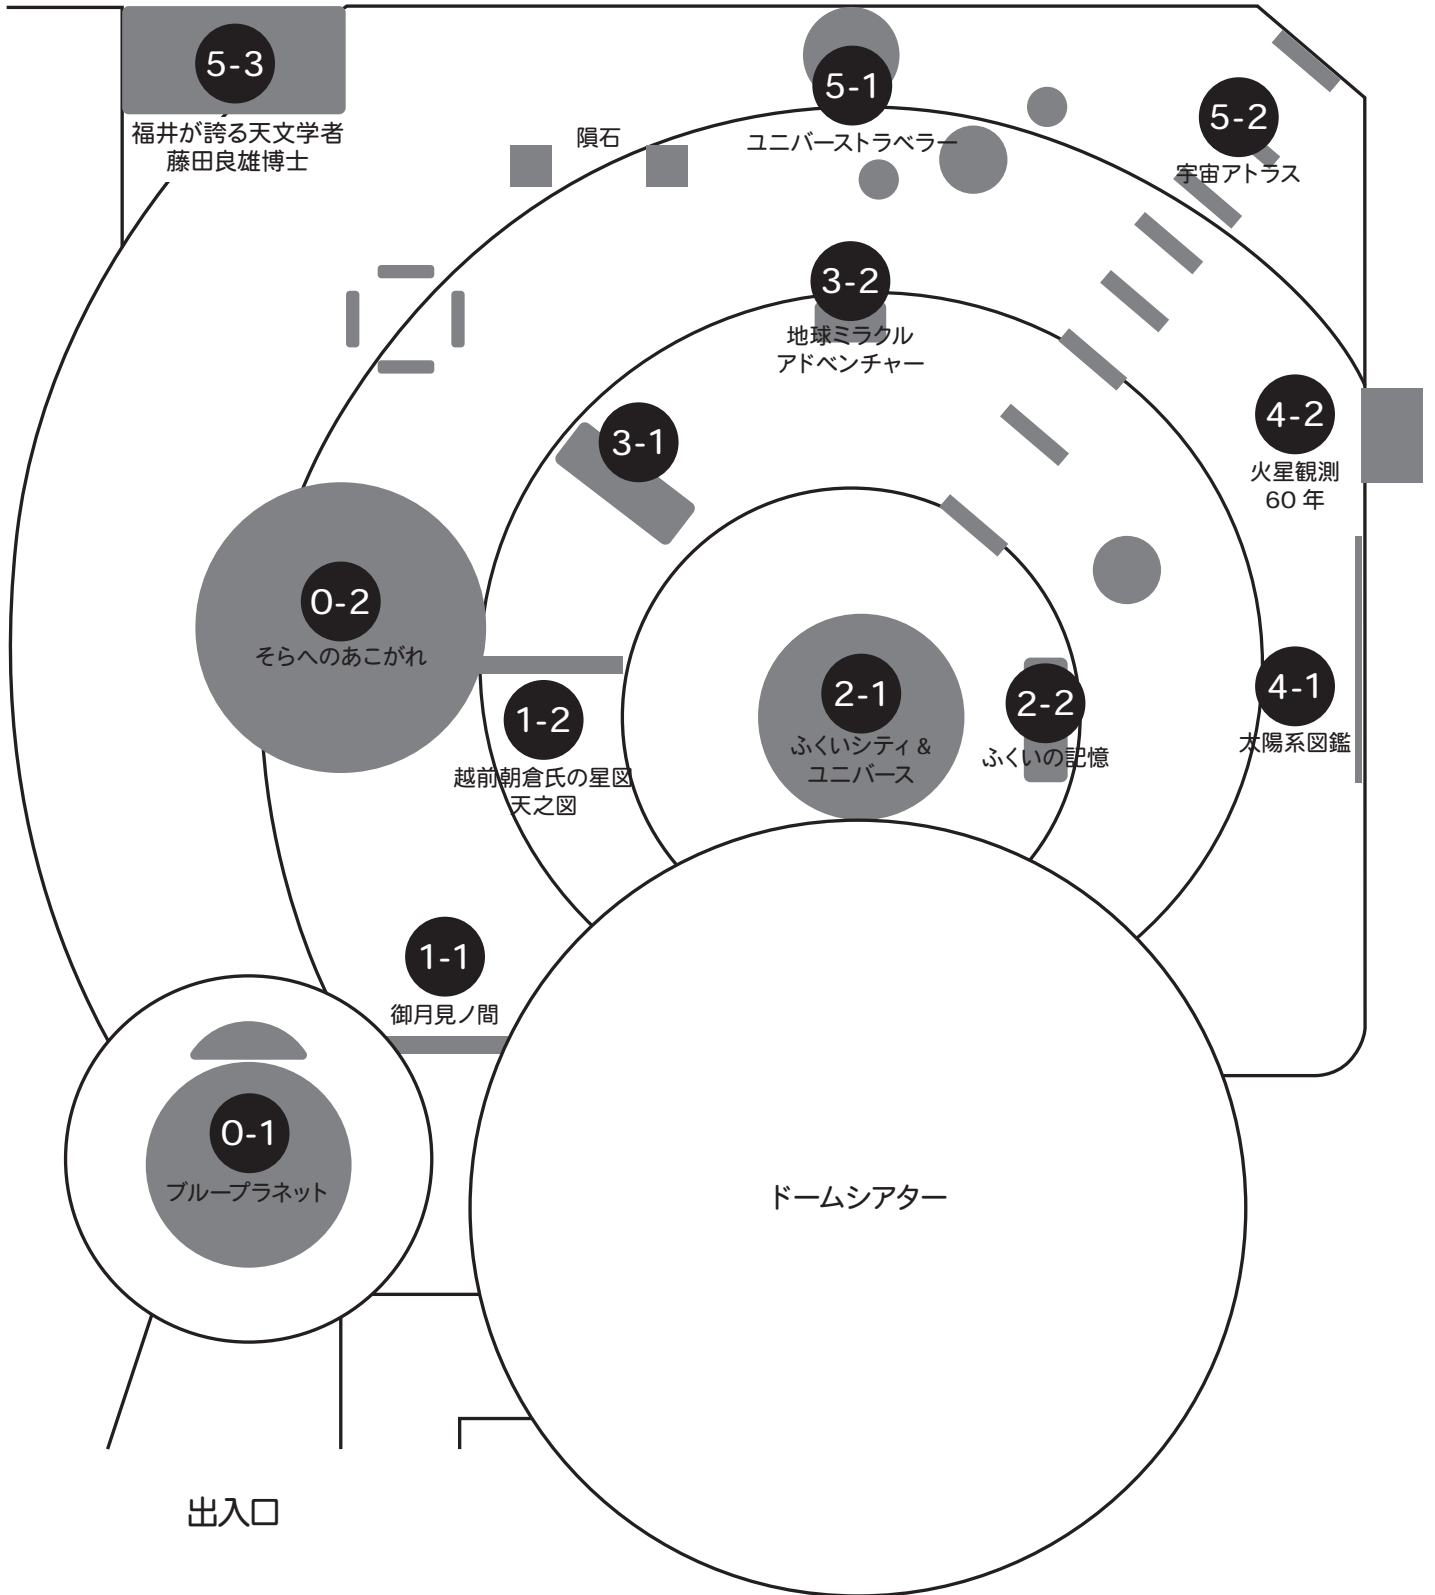 5-3
福井が誇る天文学者
藤田良雄博士
隕石
5-1
ユニバーストラベラー
5-2
宇宙アトラス
3-2
地球ミラクル
アドベンチャー
3-1
4-2
火星観測
60 年
0-2
そらへのあこがれ
1-2
越前朝倉氏の星図
天之図
2-1
ふくいシティ &
ユニバース
2-2
ふくいの記憶
4-1
太陽系図鑑
1-1
御月見ノ間
0-1
ブループラネット
ドームシアター
出入口